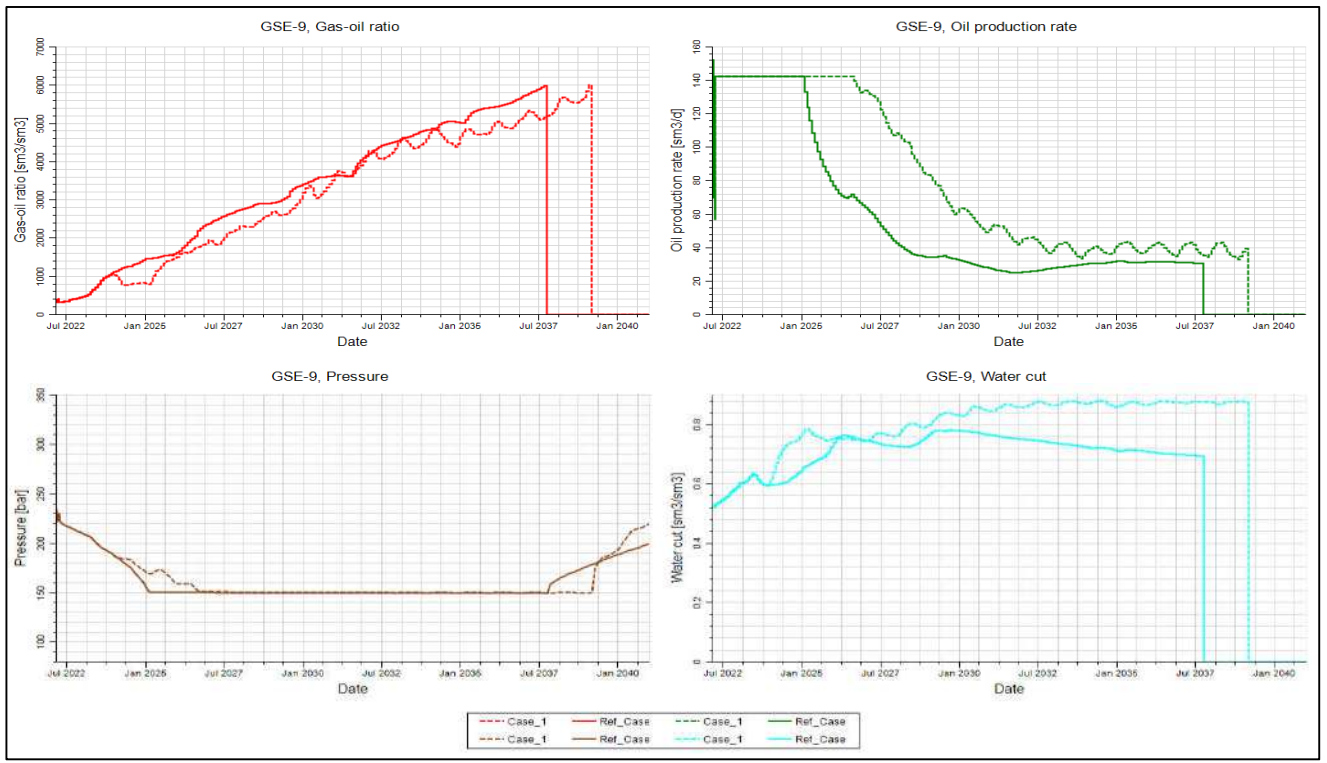 GSE-9, Gas-oil ratio
Gas-oil ratio [sm3/sm3]
7000
6000
5000
4000
3000
2000
1000
0
Jul 2022 Jan 2025 Jul 2027 Jan 2030 Jul 2032 Jan 2035 Jul 2037 Jan 2040
Date
GSE-9, Oil production rate
Oil production rate [sm3/d]
160
140
120
100
80
60
40
20
0
Jul 2022 Jan 2025 Jul 2027 Jan 2030 Jul 2032 Jan 2035 Jul 2037 Jan 2040
Date
GSE-9, Pressure
Pressure [bar]
350
300
250
200
150
100
Jul 2022 Jan 2025 Jul 2027 Jan 2030 Jul 2032 Jan 2035 Jul 2037 Jan 2040
Date
GSE-9, Water cut
Water cut [sm3/sm3]
0.8
0.6
0.4
0.2
0
Jul 2022 Jan 2025 Jul 2027 Jan 2030 Jul 2032 Jan 2035 Jul 2037 Jan 2040
Date
Case_1 Ref_Case Case_1 Ref_Case
Case_1 Ref_Case Case_1 Ref_Case